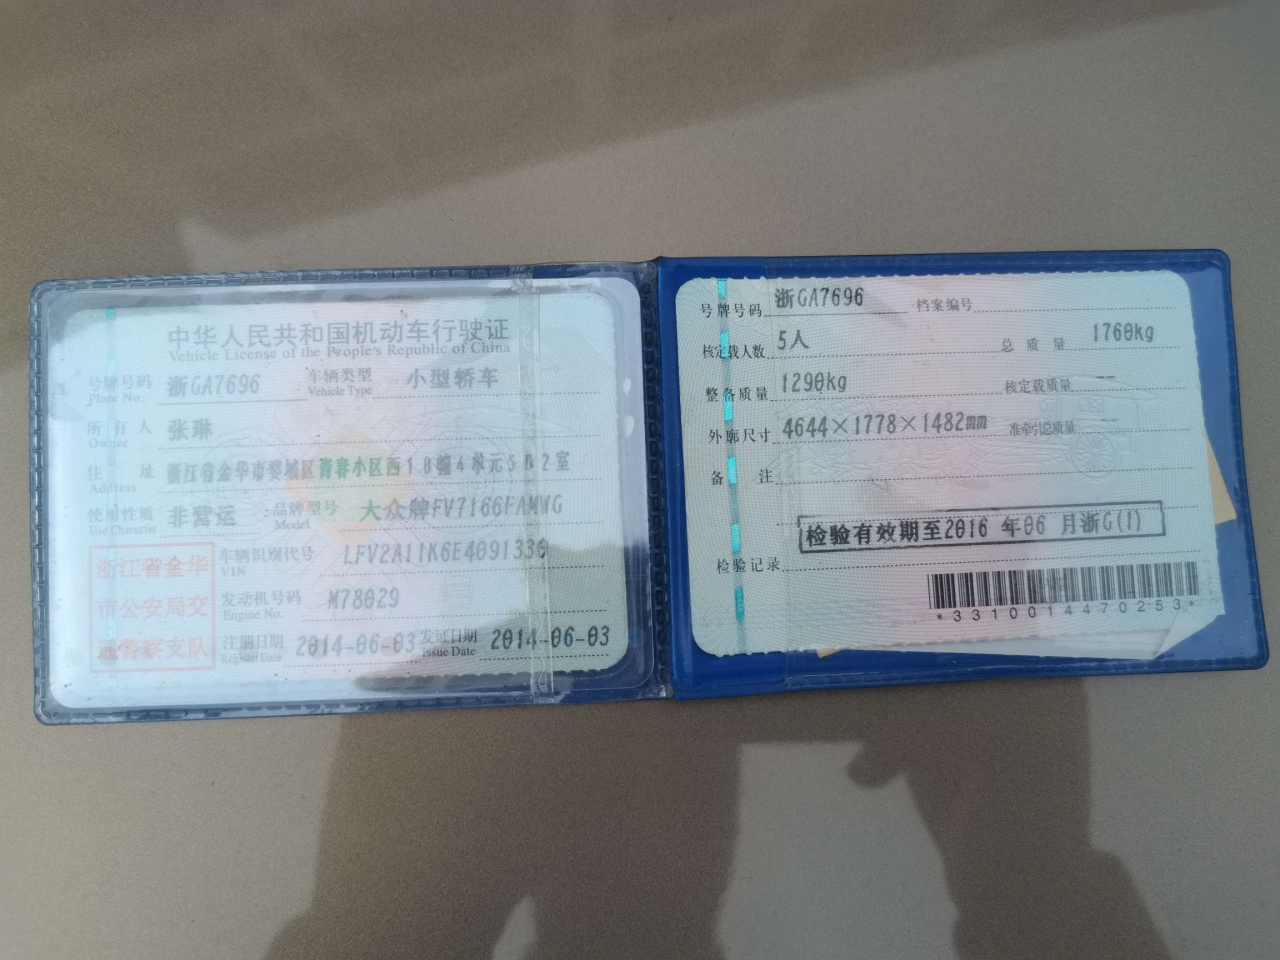 中华人民共和国机动车行驶证
Vehicle License of the People's Republic of China
号牌号码 浙GA7696 车辆类型 小型轿车
Plate No. Vehicle Type
所有人 张琳
Owner
住址 浙江省金华市婺城区青春小区西18幢4单元502室
Address
使用性质 非营运 品牌型号 大众牌FV7166FAMWG
Use Character Model
浙江省金华
市公安局交
通警察支队
车辆识别代号 LFV2A11K6E4091330
VIN
发动机号码 M78029
Engine No.
注册日期 2014-06-03 发证日期 2014-06-03
Register Date Issue Date
号牌号码 浙GA7696 档案编号
核定载人数 5人 总质量 1760kg
整备质量 1290kg 核定载质量 --
外廓尺寸 4644×1778×1482mm 准牵引总质量 --
备注
检验有效期至2016 年06 月浙G(1)
检验记录
*3310014470253*